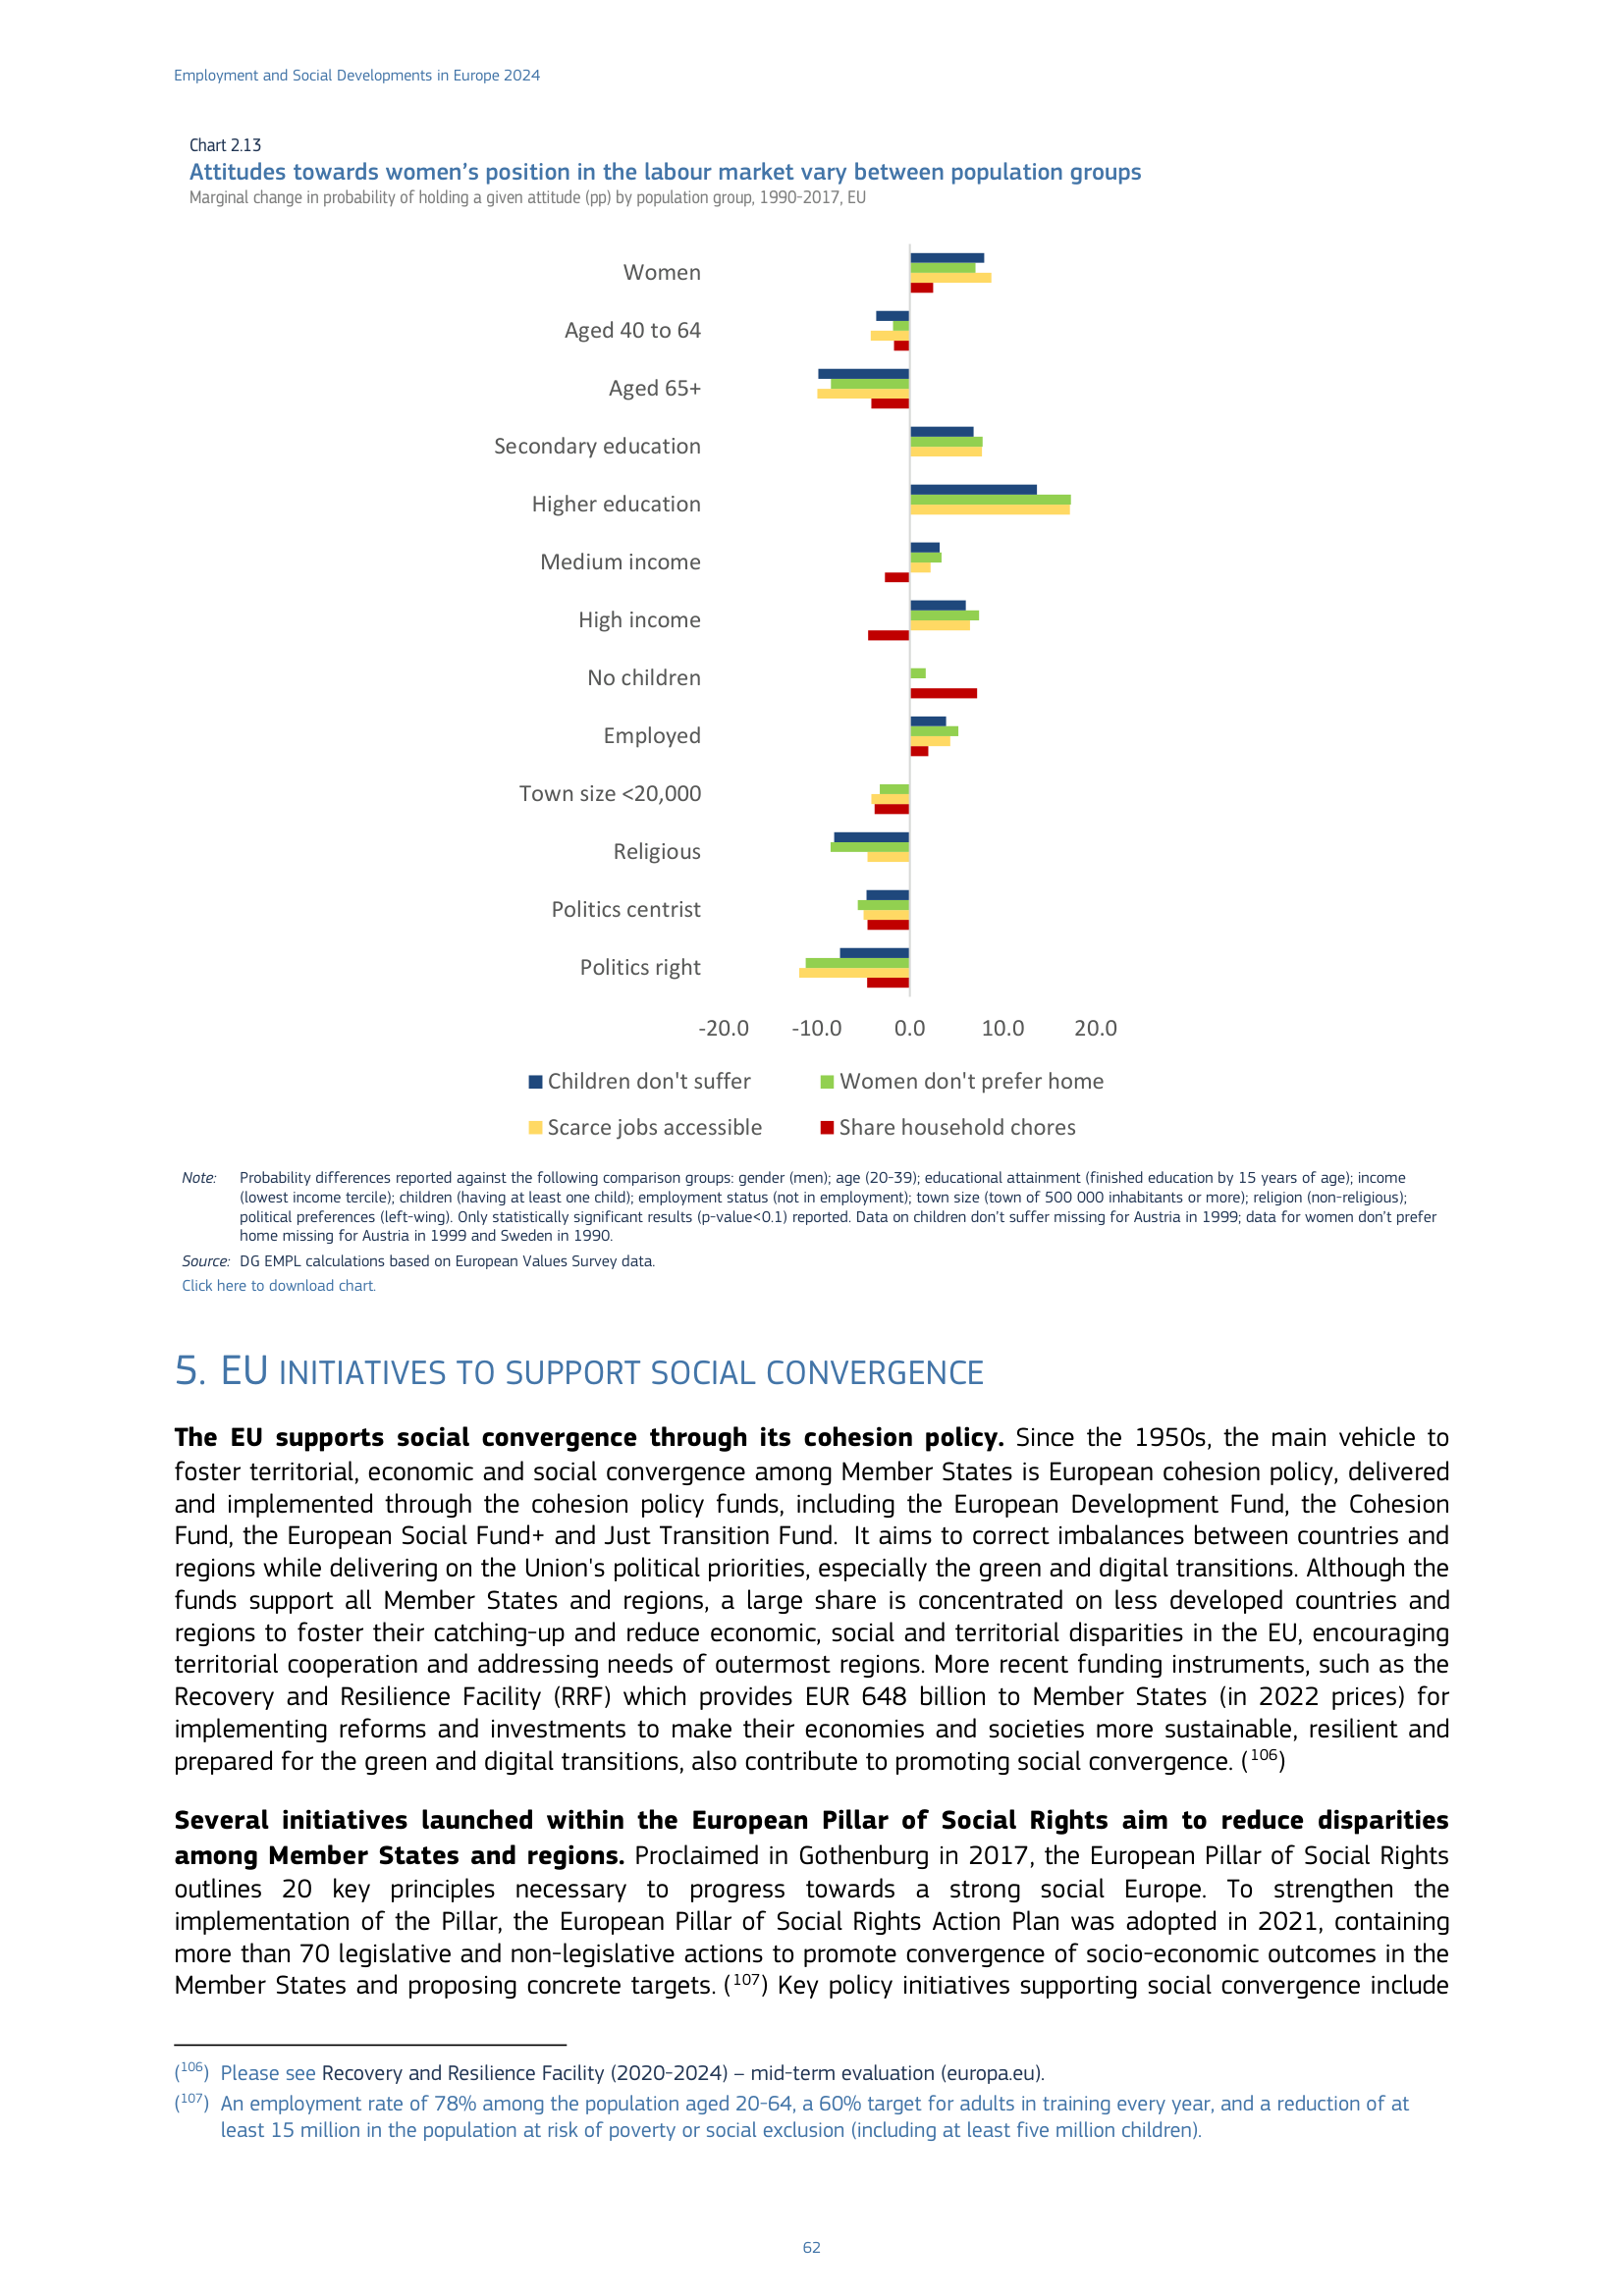 Employment and Social Developments in Europe 2024
Chart 2.13
Attitudes towards women’s position in the labour market vary between population groups
Marginal change in probability of holding a given attitude (pp) by population group, 1990-2017, EU
Women
Aged 40 to 64
Aged 65+
Secondary education
Higher education
Medium income
High income
No children
Employed
Town size <20,000
Religious
Politics centrist
Politics right
-20.0 -10.0 0.0 10.0 20.0
Children don't suffer Women don't prefer home
Scarce jobs accessible Share household chores
Note: Probability differences reported against the following comparison groups: gender (men); age (20-39); educational attainment (finished education by 15 years of age); income
(lowest income tercile); children (having at least one child); employment status (not in employment); town size (town of 500 000 inhabitants or more); religion (non-religious);
political preferences (left-wing). Only statistically significant results (p-value<0.1) reported. Data on children don’t suffer missing for Austria in 1999; data for women don’t prefer
home missing for Austria in 1999 and Sweden in 1990.
Source: DG EMPL calculations based on European Values Survey data.
Click here to download chart.
5. EU INITIATIVES TO SUPPORT SOCIAL CONVERGENCE
The EU supports social convergence through its cohesion policy. Since the 1950s, the main vehicle to
foster territorial, economic and social convergence among Member States is European cohesion policy, delivered
and implemented through the cohesion policy funds, including the European Development Fund, the Cohesion
Fund, the European Social Fund+ and Just Transition Fund. It aims to correct imbalances between countries and
regions while delivering on the Union's political priorities, especially the green and digital transitions. Although the
funds support all Member States and regions, a large share is concentrated on less developed countries and
regions to foster their catching-up and reduce economic, social and territorial disparities in the EU, encouraging
territorial cooperation and addressing needs of outermost regions. More recent funding instruments, such as the
Recovery and Resilience Facility (RRF) which provides EUR 648 billion to Member States (in 2022 prices) for
implementing reforms and investments to make their economies and societies more sustainable, resilient and
prepared for the green and digital transitions, also contribute to promoting social convergence. (106)
Several initiatives launched within the European Pillar of Social Rights aim to reduce disparities
among Member States and regions. Proclaimed in Gothenburg in 2017, the European Pillar of Social Rights
outlines 20 key principles necessary to progress towards a strong social Europe. To strengthen the
implementation of the Pillar, the European Pillar of Social Rights Action Plan was adopted in 2021, containing
more than 70 legislative and non-legislative actions to promote convergence of socio-economic outcomes in the
Member States and proposing concrete targets. (107) Key policy initiatives supporting social convergence include
(106) Please see Recovery and Resilience Facility (2020-2024) – mid-term evaluation (europa.eu).
(107) An employment rate of 78% among the population aged 20-64, a 60% target for adults in training every year, and a reduction of at
least 15 million in the population at risk of poverty or social exclusion (including at least five million children).
62